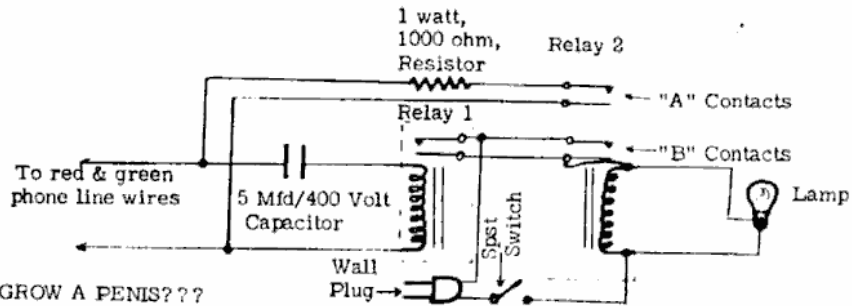 1 watt,
1000 ohm,
Resistor
Relay 2
"A" Contacts
Relay 1
"B" Contacts
To red & green
phone line wires
5 Mfd/400 Volt
Capacitor
Lamp
Spst
Switch
Wall
Plug
GROW A PENIS???